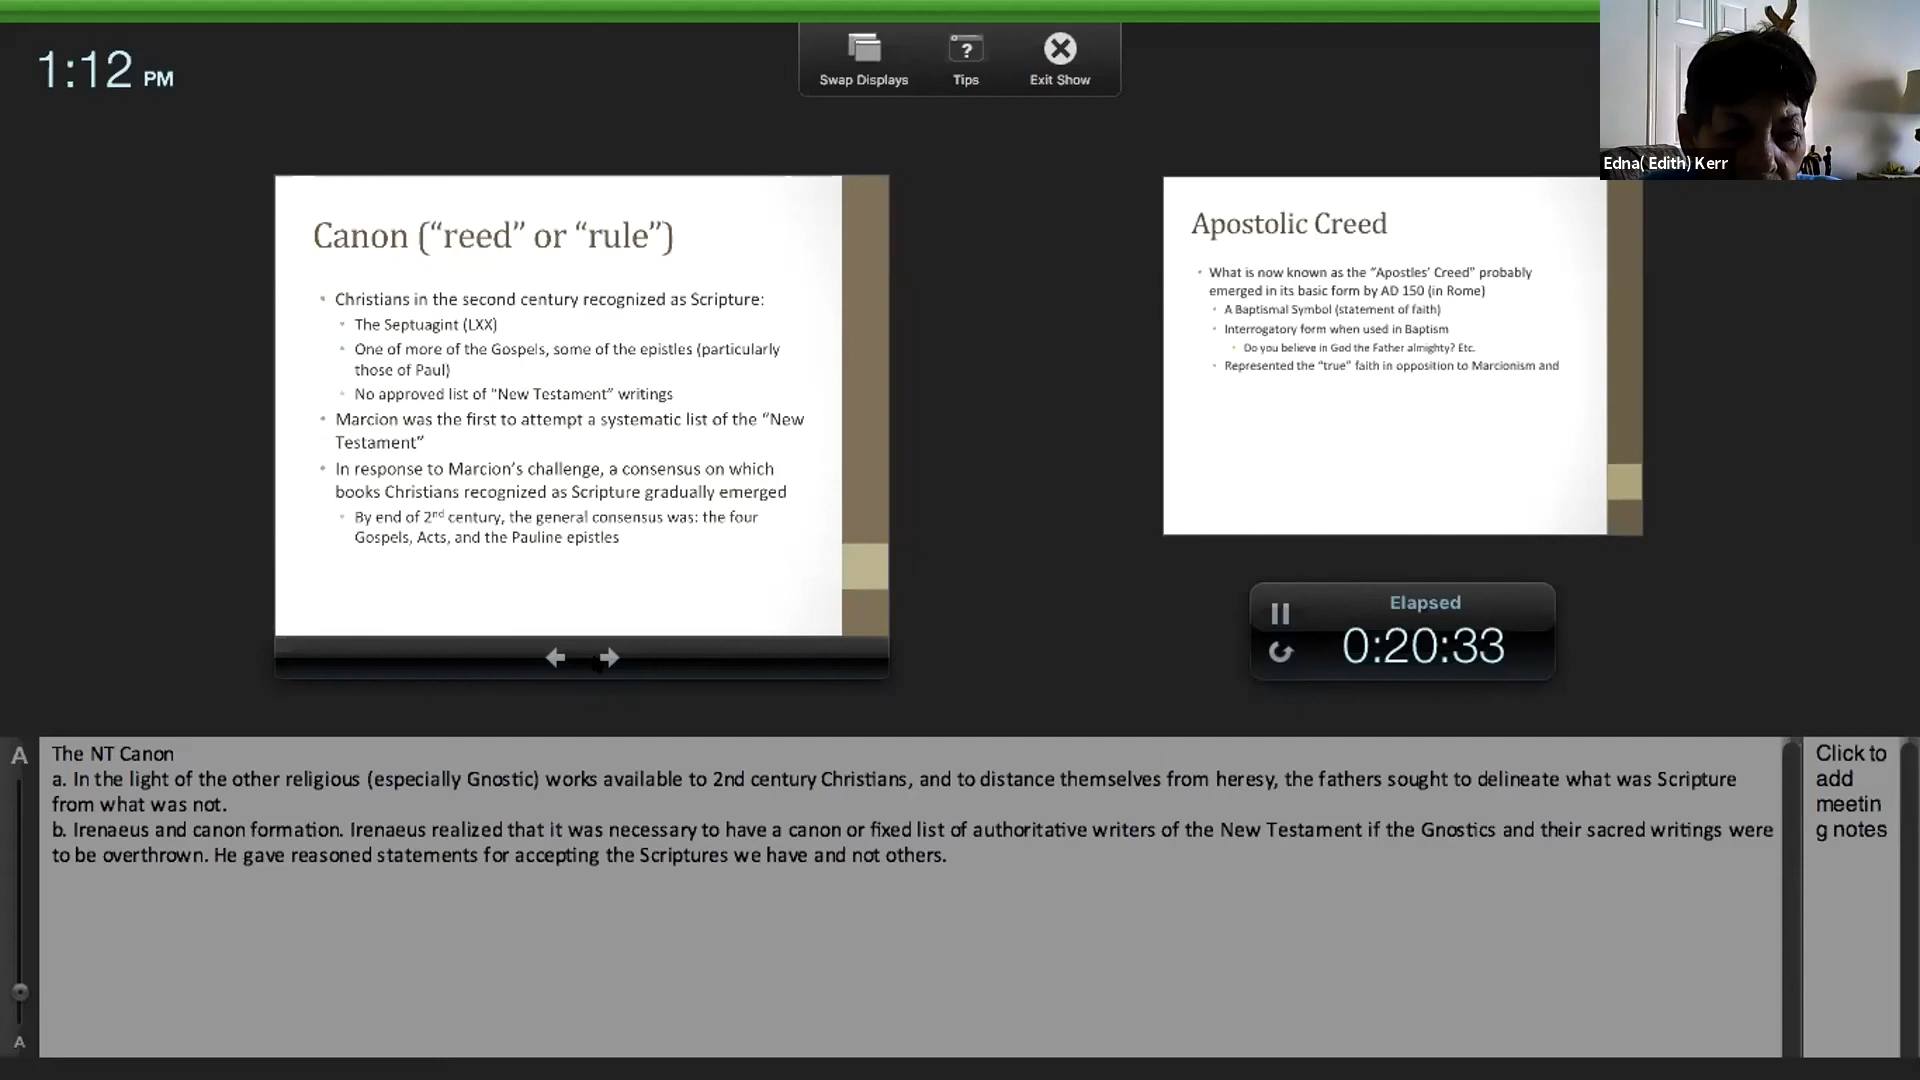 1:12 PM
Swap Displays
Tips
Exit Show
Edna( Edith) Kerr
Canon (“reed” or “rule”)
• Christians in the second century recognized as Scripture:
• The Septuagint (LXX)
• One of more of the Gospels, some of the epistles (particularly
those of Paul)
• No approved list of “New Testament” writings
• Marcion was the first to attempt a systematic list of the “New
Testament”
• In response to Marcion’s challenge, a consensus on which
books Christians recognized as Scripture gradually emerged
• By end of 2nd century, the general consensus was: the four
Gospels, Acts, and the Pauline epistles
Apostolic Creed
• What is now known as the “Apostles’ Creed” probably
emerged in its basic form by AD 150 (in Rome)
• A Baptismal Symbol (statement of faith)
• Interrogatory form when used in Baptism
• Do you believe in God the Father almighty? Etc.
• Represented the “true” faith in opposition to Marcionism and
Elapsed
0:20:33
A
The NT Canon
a. In the light of the other religious (especially Gnostic) works available to 2nd century Christians, and to distance themselves from heresy, the fathers sought to delineate what was Scripture
from what was not.
b. Irenaeus and canon formation. Irenaeus realized that it was necessary to have a canon or fixed list of authoritative writers of the New Testament if the Gnostics and their sacred writings were
to be overthrown. He gave reasoned statements for accepting the Scriptures we have and not others.
A
Click to
add
meetin
g notes